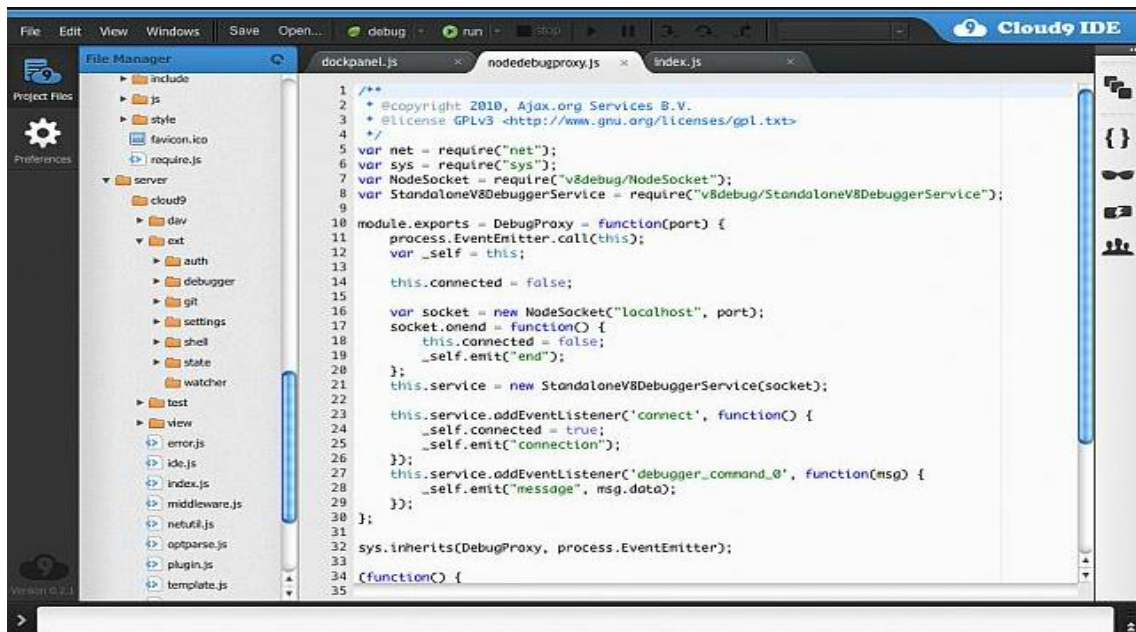 File Edit View Windows Save Open... debug run stop Cloud9 IDE
File Manager
dockpanel.js × nodedebugproxy.js × index.js ×
Project Files
Preferences
include
js
style
favicon.ico
require.js
server
cloud9
dav
ext
auth
debugger
git
settings
shell
state
watcher
test
view
error.js
ide.js
index.js
middleware.js
netutil.js
optparse.js
plugin.js
template.js
1 /**
2 * @copyright 2010, Ajax.org Services B.V.
3 * @license GPLv3 <http://www.gnu.org/licenses/gpl.txt>
4 */
5 var net = require("net");
6 var sys = require("sys");
7 var NodeSocket = require("v8debug/NodeSocket");
8 var StandaloneV8DebuggerService = require("v8debug/StandaloneV8DebuggerService");
9
10 module.exports = DebugProxy = function(port) {
11 process.EventEmitter.call(this);
12 var _self = this;
13
14 this.connected = false;
15
16 var socket = new NodeSocket("localhost", port);
17 socket.onend = function() {
18 this.connected = false;
19 _self.emit("end");
20 };
21 this.service = new StandaloneV8DebuggerService(socket);
22
23 this.service.addEventListener('connect', function() {
24 _self.connected = true;
25 _self.emit("connection");
26 });
27 this.service.addEventListener('debugger_command_0', function(msg) {
28 _self.emit("message", msg.data);
29 });
30 };
31
32 sys.inherits(DebugProxy, process.EventEmitter);
33
34 (function() {
35
9
Version 0.2.1
>